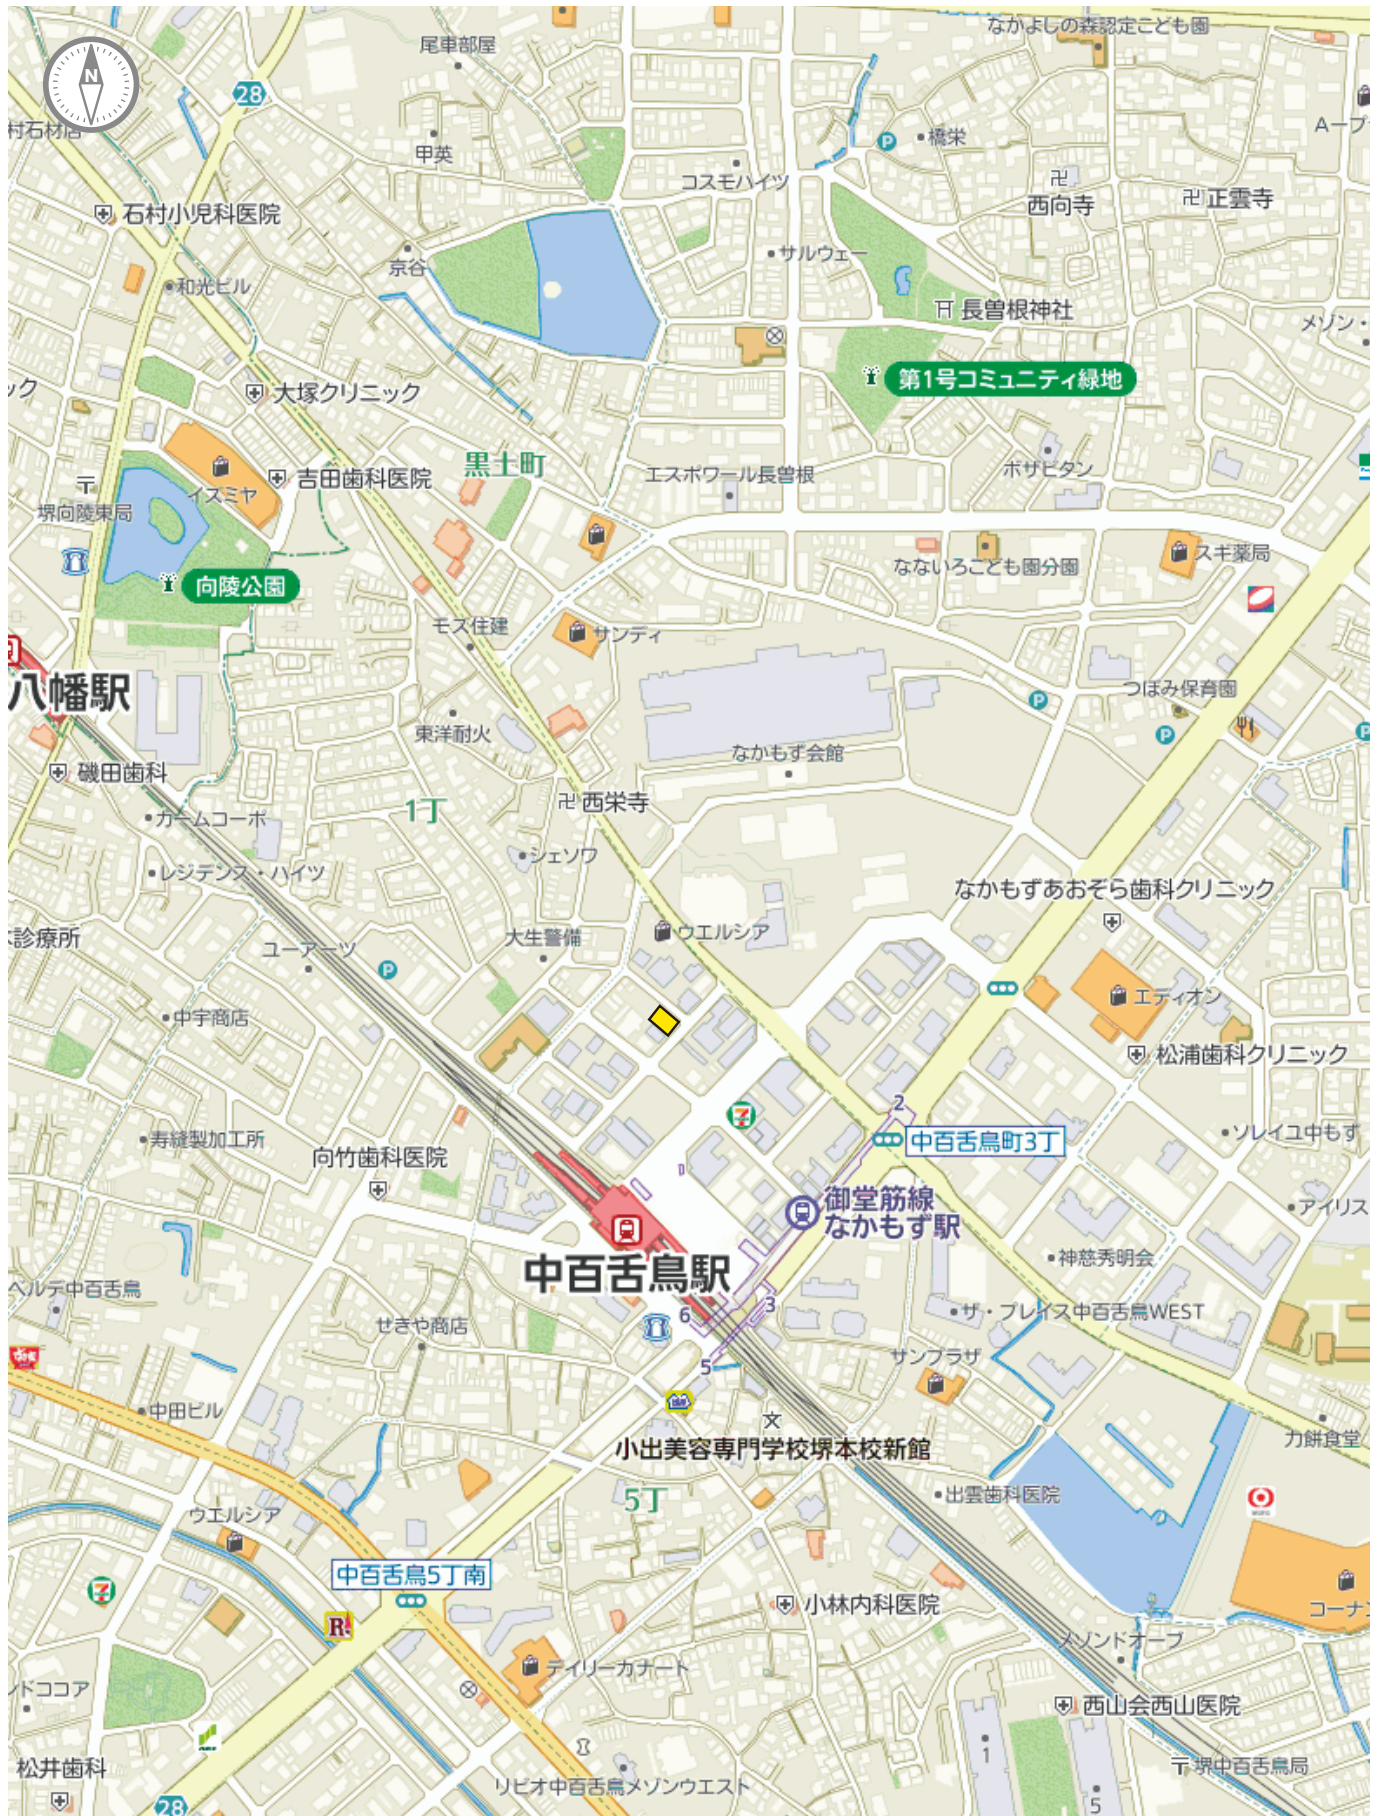 なかよしの森認定こども園
尾車部屋
N
28
村石材店
甲英
橋栄
P
コスモハイツ
西向寺
正雲寺
石村小児科医院
サルウェー
京谷
和光ビル
長曽根神社
メゾン・
第1号コミュニティ緑地
大塚クリニック
ック
黒土町
イズミヤ
吉田歯科医院
エスポワール長曽根
ボザビタン
堺向陵東局
スギ薬局
なないろこども園分園
向陵公園
モス住建
サンディ
八幡駅
つぼみ保育園
P
P
P
東洋耐火
なかもず会館
磯田歯科
西栄寺
1丁
カームコーポ
シェソワ
レジデンス・ハイツ
なかもずあおぞら歯科クリニック
診療所
ユーアーツ
大生警備
ウエルシア
P
エディオン
中宇商店
松浦歯科クリニック
2
7
寿縫製加工所
中百舌鳥町3丁
ソレイユ中もず
向竹歯科医院
御堂筋線
なかもず駅
アイリス
中百舌鳥駅
神慈秀明会
ベルデ中百舌鳥
3
6
ザ・プレイス中百舌鳥WEST
せきや商店
5
サンプラザ
中田ビル
力餅食堂
小出美容専門学校堺本校新館
5丁
出雲歯科医院
ウエルシア
中百舌鳥5丁南
7
R
小林内科医院
コーナン
メゾンドオーブ
デイリーカナート
ンドココア
西山会西山医院
1
松井歯科
堺中百舌鳥局
リビオ中百舌鳥メゾンウエスト
28
5